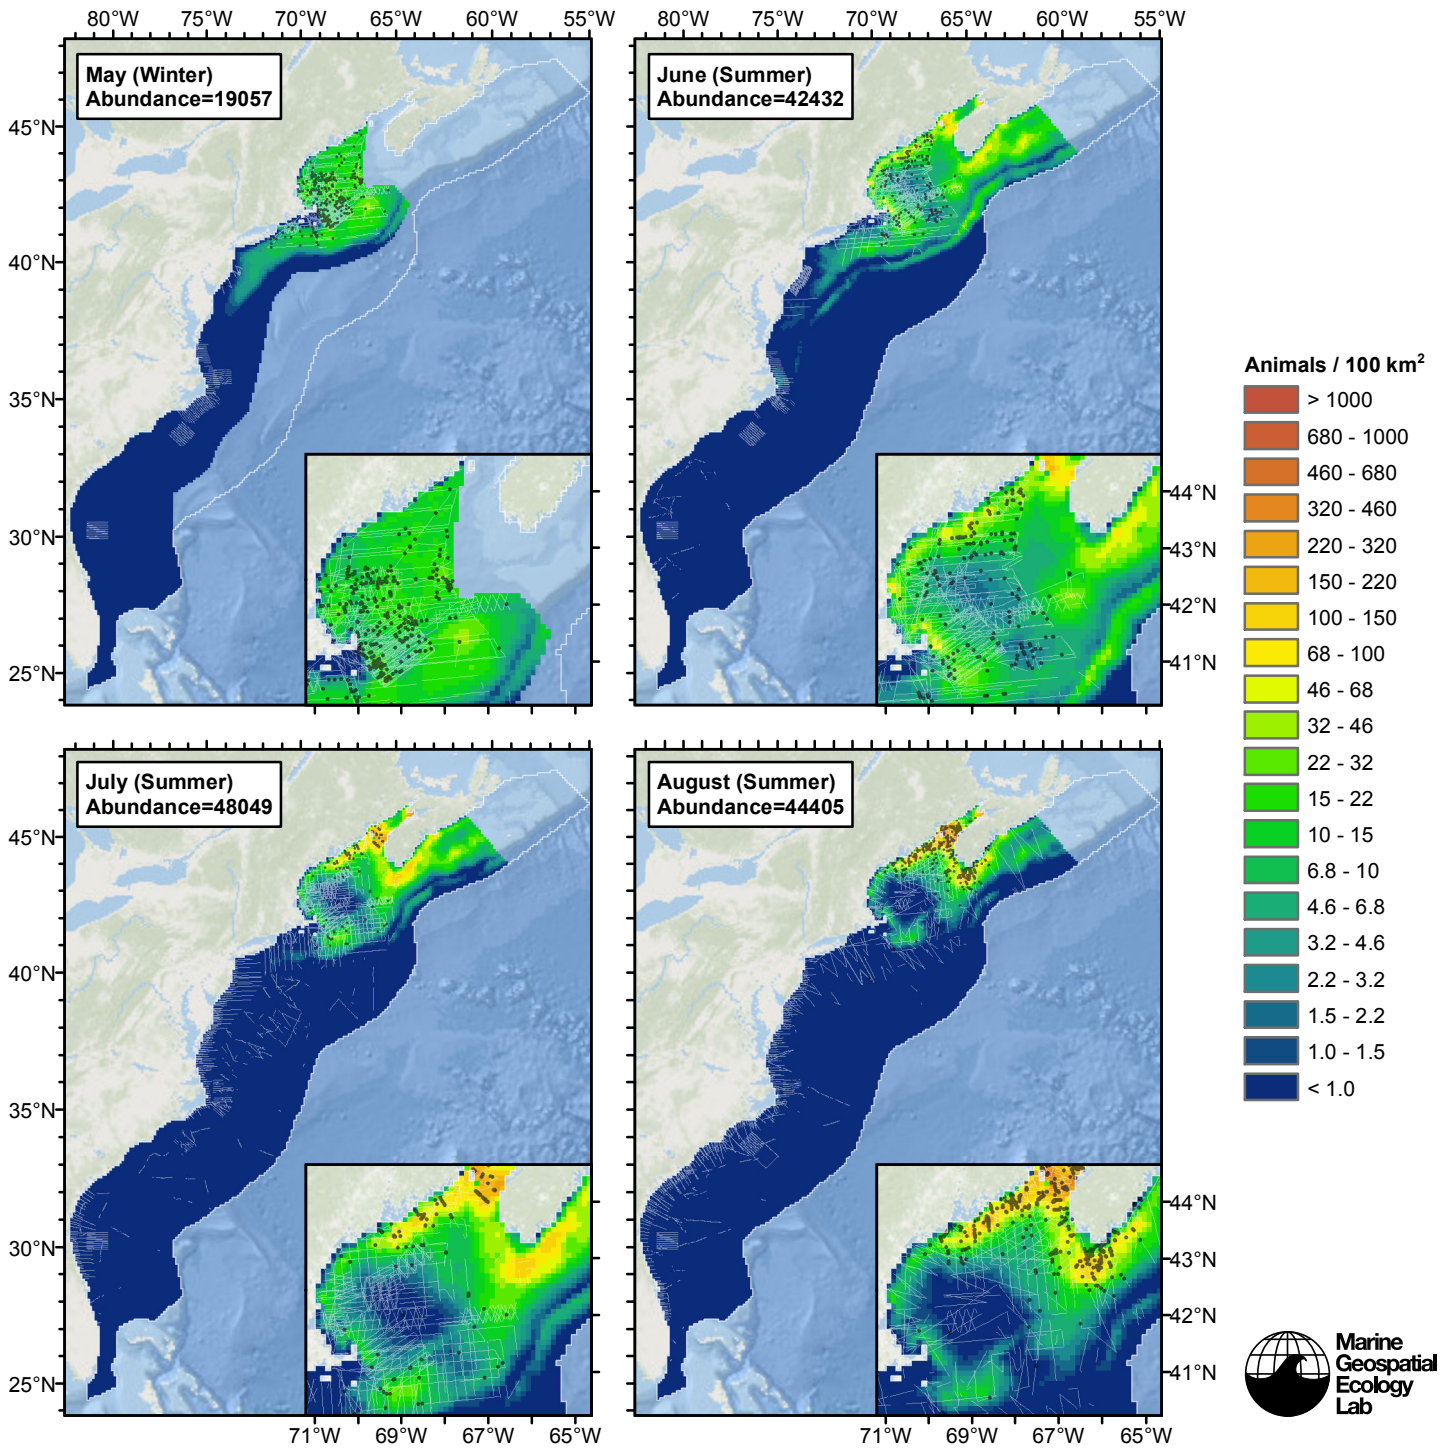 80°W 75°W 70°W 65°W 60°W 55°W
80°W 75°W 70°W 65°W 60°W 55°W
May (Winter)
Abundance=19057
June (Summer)
Abundance=42432
45°N
40°N
35°N
30°N
25°N
44°N
43°N
42°N
41°N
July (Summer)
Abundance=48049
August (Summer)
Abundance=44405
45°N
40°N
35°N
30°N
25°N
44°N
43°N
42°N
41°N
71°W 69°W 67°W 65°W
71°W 69°W 67°W 65°W
Animals / 100 km²
> 1000
680 - 1000
460 - 680
320 - 460
220 - 320
150 - 220
100 - 150
68 - 100
46 - 68
32 - 46
22 - 32
15 - 22
10 - 15
6.8 - 10
4.6 - 6.8
3.2 - 4.6
2.2 - 3.2
1.5 - 2.2
1.0 - 1.5
< 1.0
Marine
Geospatial
Ecology
Lab